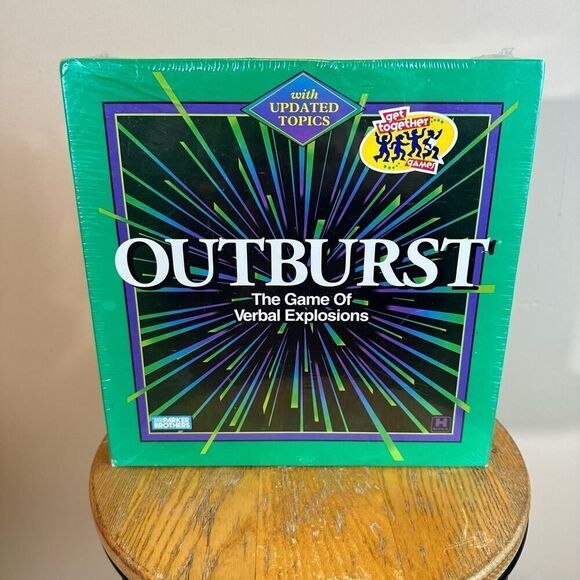 with
UPDATED
TOPICS
get
together
games
OUTBURST
The Game Of
Verbal Explosions
PARKER
BROTHERS
H